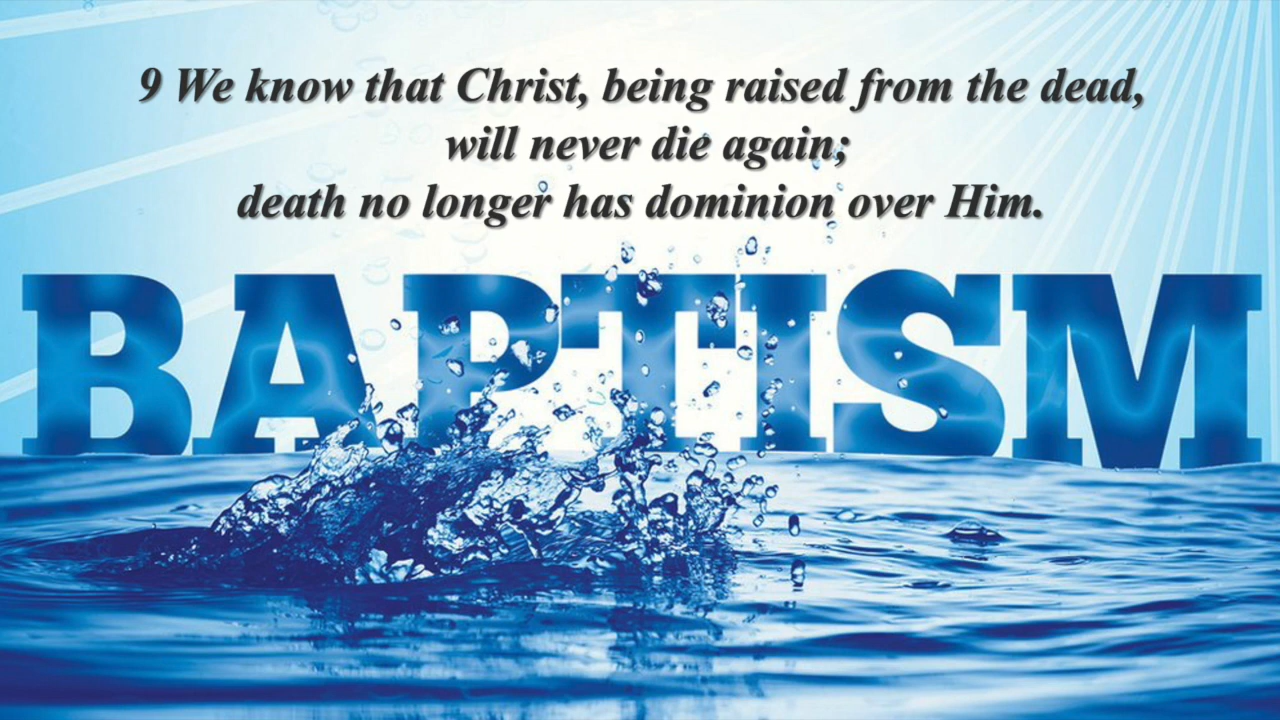 9 We know that Christ, being raised from the dead,
will never die again;
death no longer has dominion over Him.
BAPTISM